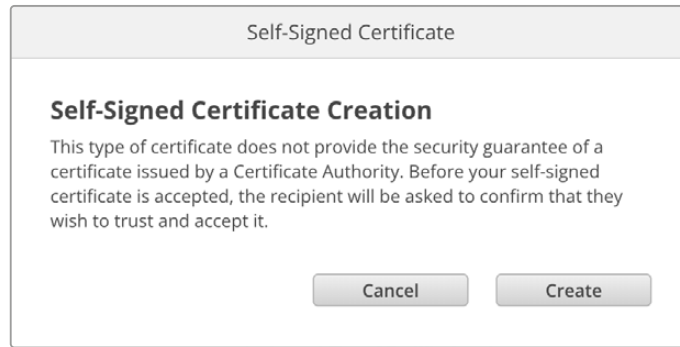 Self-Signed Certificate
Self-Signed Certificate Creation
This type of certificate does not provide the security guarantee of a
certificate issued by a Certificate Authority. Before your self-signed
certificate is accepted, the recipient will be asked to confirm that they
wish to trust and accept it.
Cancel Create